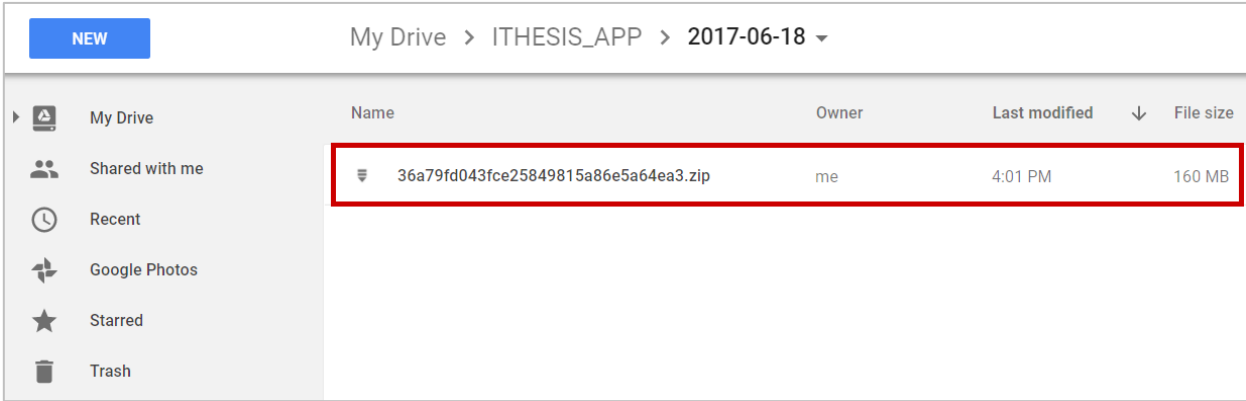 NEW
My Drive > ITHESIS_APP > 2017-06-18
My Drive
Shared with me
Recent
Google Photos
Starred
Trash
Name Owner Last modified File size
36a79fd043fce25849815a86e5a64ea3.zip me 4:01 PM 160 MB